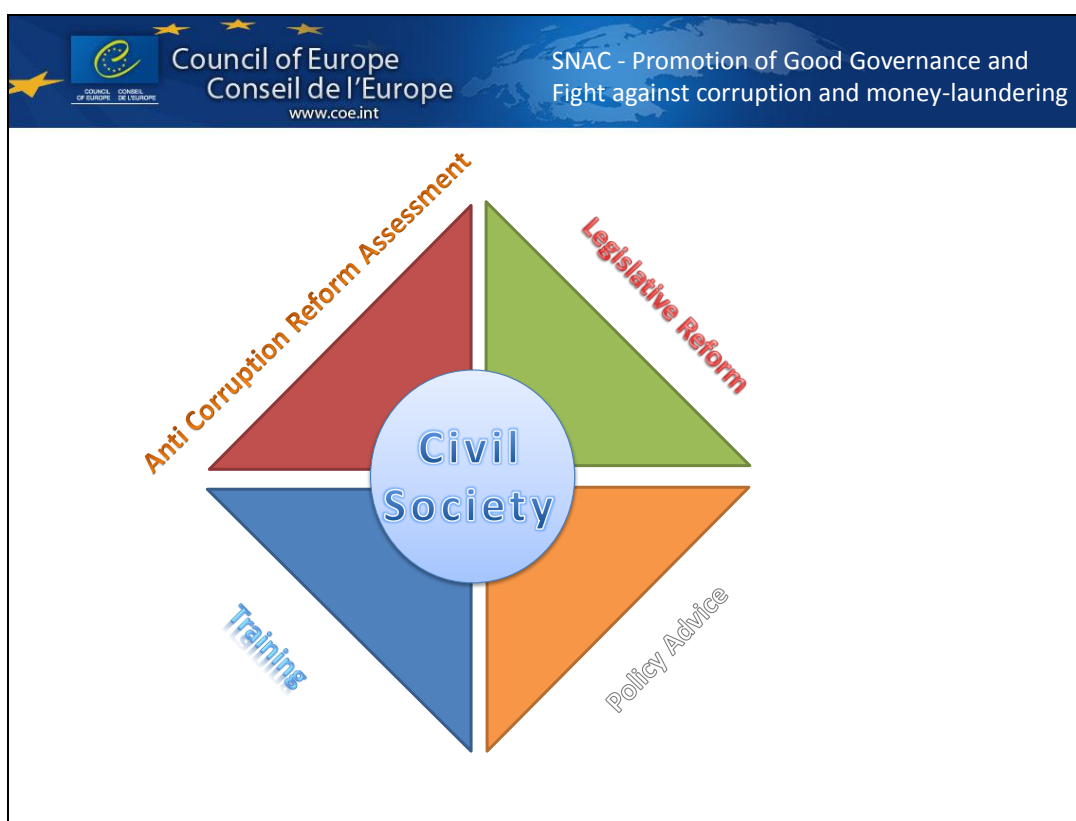 COUNCIL CONSEIL
OF EUROPE DE L'EUROPE
Council of Europe
Conseil de l'Europe
www.coe.int
SNAC - Promotion of Good Governance and
Fight against corruption and money-laundering
Anti Corruption Reform Assessment
Legislative Reform
Civil
Society
Training
Policy Advice